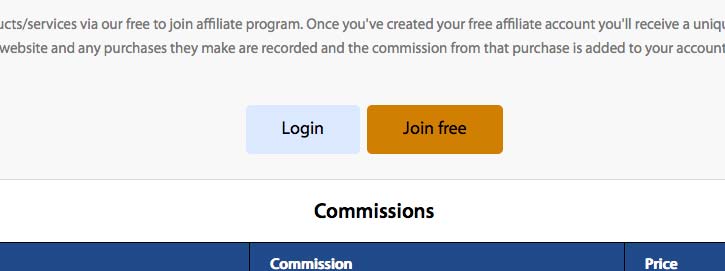 ucts/services via our free to join affiliate program. Once you've created your free affiliate account you'll receive a
website and any purchases they make are recorded and the commission from that purchase is added to your account
Login
Join free
Commissions
Commission
Price